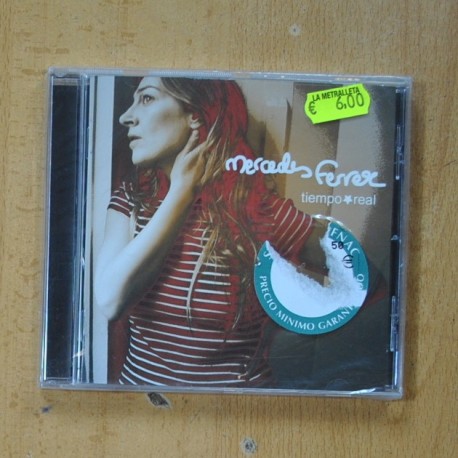 LA METRALLETA
€ 6,00
mercedes ferrer
tiempo★real
PRECIO MINIMO GARANT